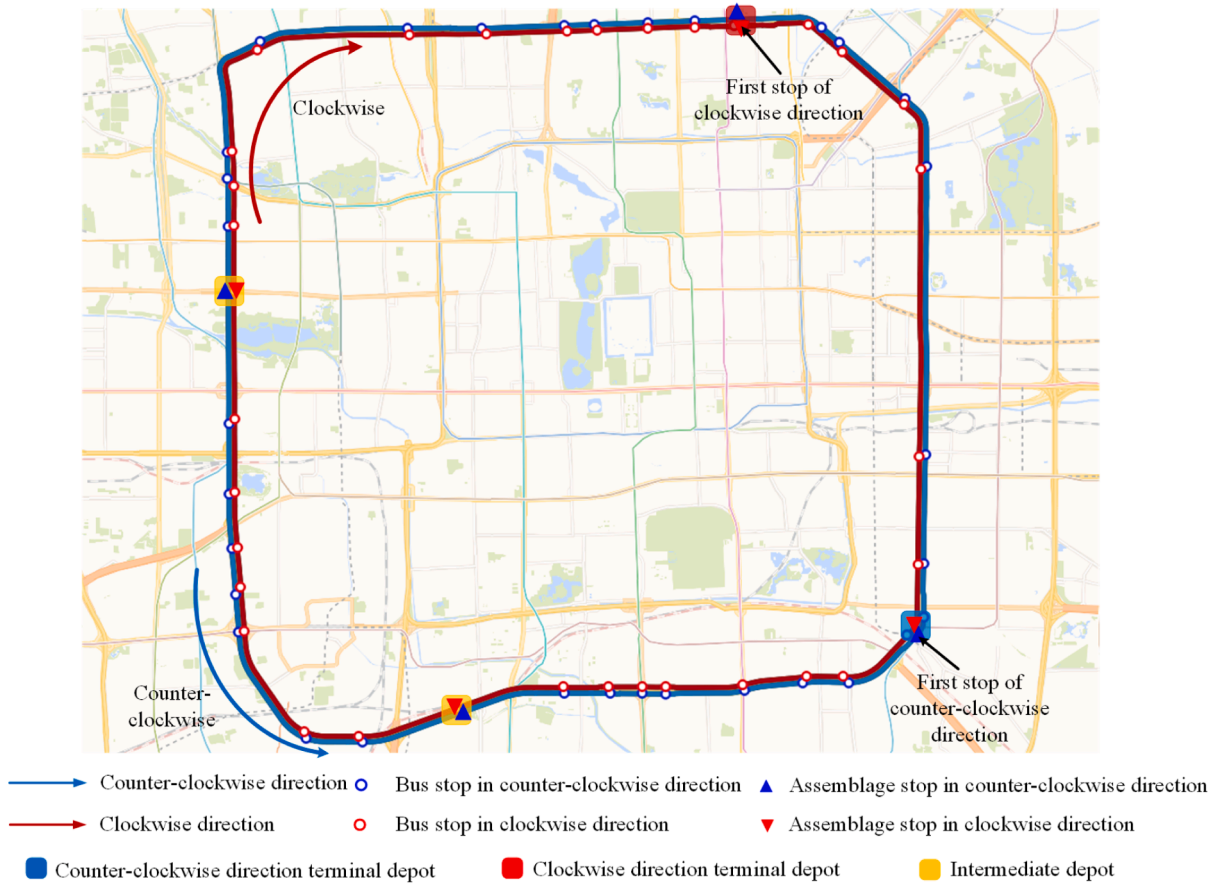 First stop of
clockwise direction
Clockwise
Counter-
clockwise
First stop of
counter-clockwise
direction
Counter-clockwise direction
Bus stop in counter-clockwise direction
Assemblage stop in counter-clockwise direction
Clockwise direction
Bus stop in clockwise direction
Assemblage stop in clockwise direction
Counter-clockwise direction terminal depot
Clockwise direction terminal depot
Intermediate depot